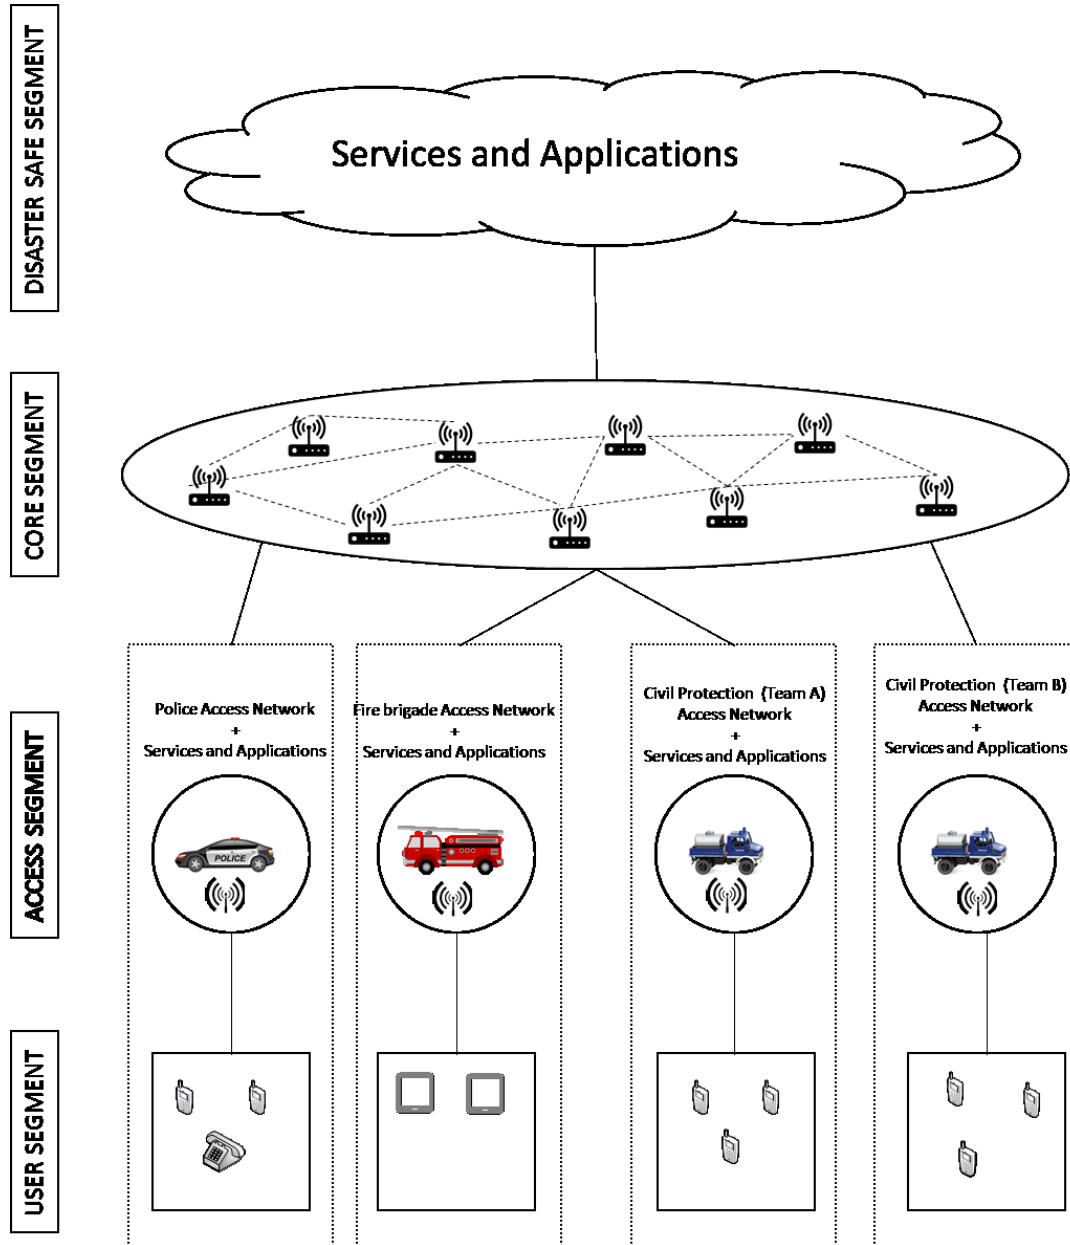 DISASTER SAFE SEGMENT
Services and Applications
CORE SEGMENT
ACCESS SEGMENT
Police Access Network
+
Services and Applications
POLICE
Fire brigade Access Network
+
Services and Applications
Civil Protection (Team A)
Access Network
+
Services and Applications
Civil Protection (Team B)
Access Network
+
Services and Applications
USER SEGMENT